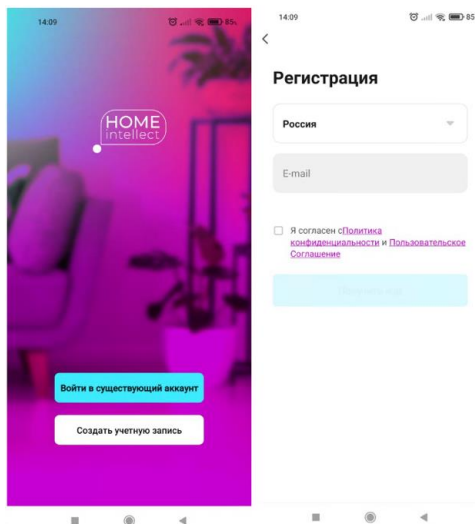 14:09
85%
HOME
intellect
Войти в существующий аккаунт
Создать учетную запись
14:09
85
Регистрация
Россия
E-mail
Я согласен сПолитика
конфиденциальности и Пользовательское
Соглашение